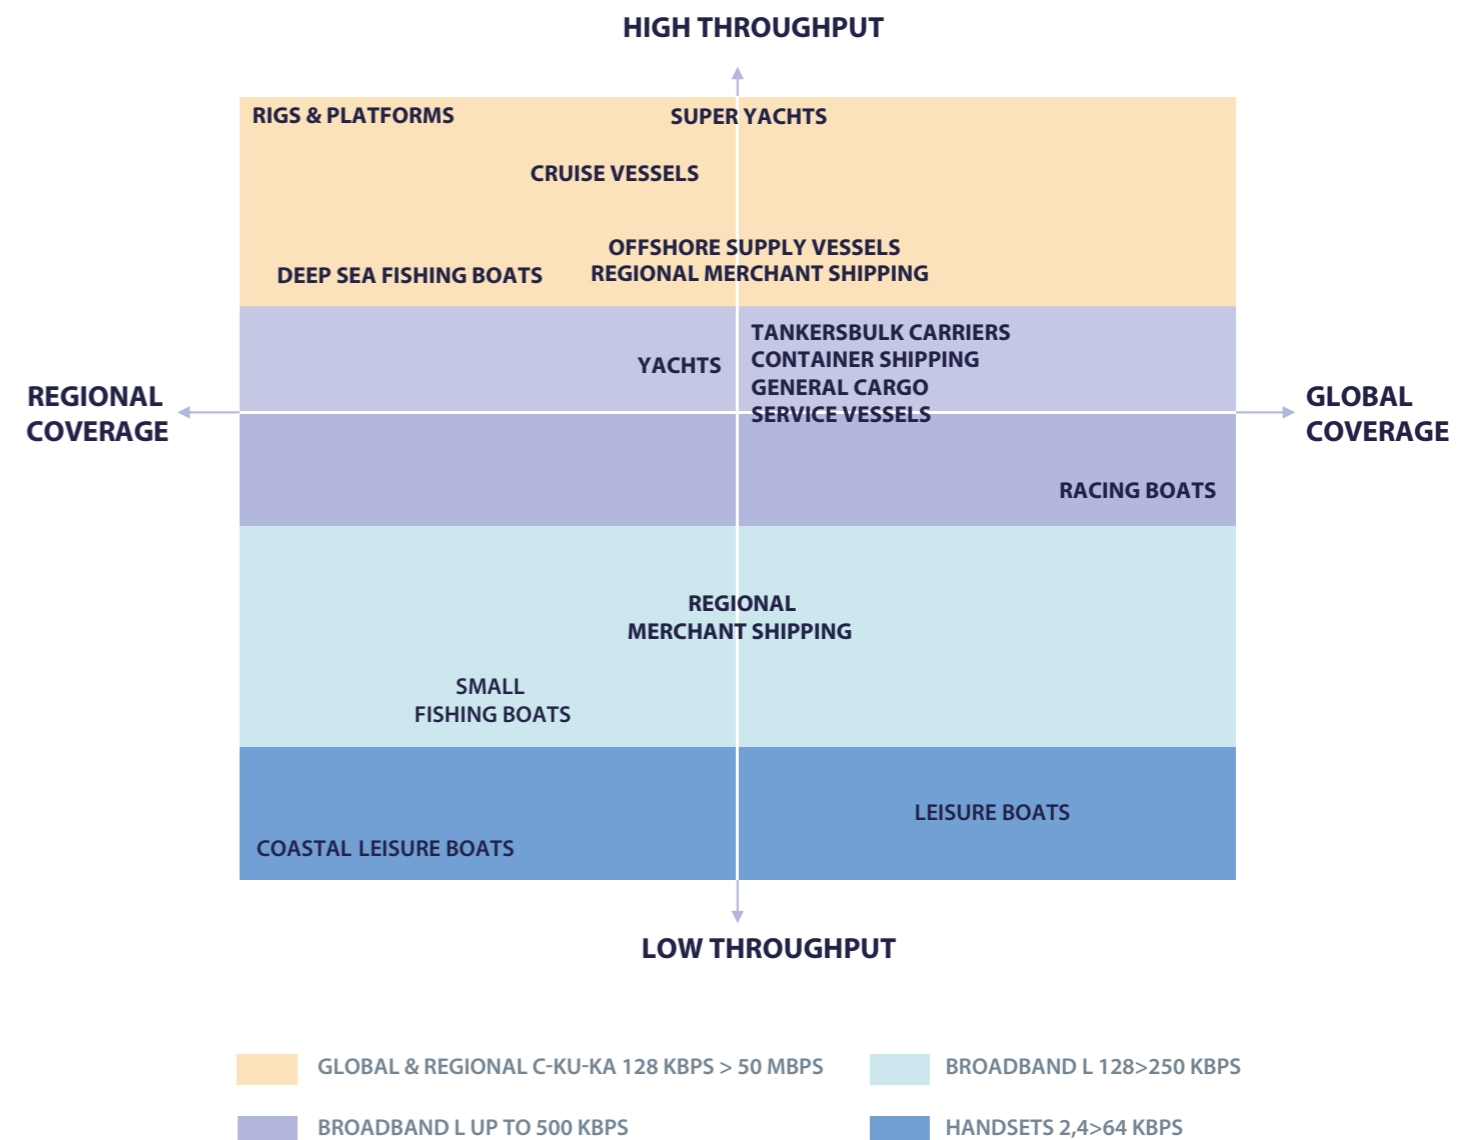 HIGH THROUGHPUT
RIGS & PLATFORMS
SUPER YACHTS
CRUISE VESSELS
OFFSHORE SUPPLY VESSELS
DEEP SEA FISHING BOATS
REGIONAL MERCHANT SHIPPING
YACHTS
TANKERSBULK CARRIERS
CONTAINER SHIPPING
GENERAL CARGO
SERVICE VESSELS
REGIONAL
COVERAGE
GLOBAL
COVERAGE
RACING BOATS
REGIONAL
MERCHANT SHIPPING
SMALL
FISHING BOATS
LEISURE BOATS
COASTAL LEISURE BOATS
LOW THROUGHPUT
GLOBAL & REGIONAL C-KU-KA 128 KBPS > 50 MBPS
BROADBAND L 128>250 KBPS
BROADBAND L UP TO 500 KBPS
HANDSETS 2,4>64 KBPS